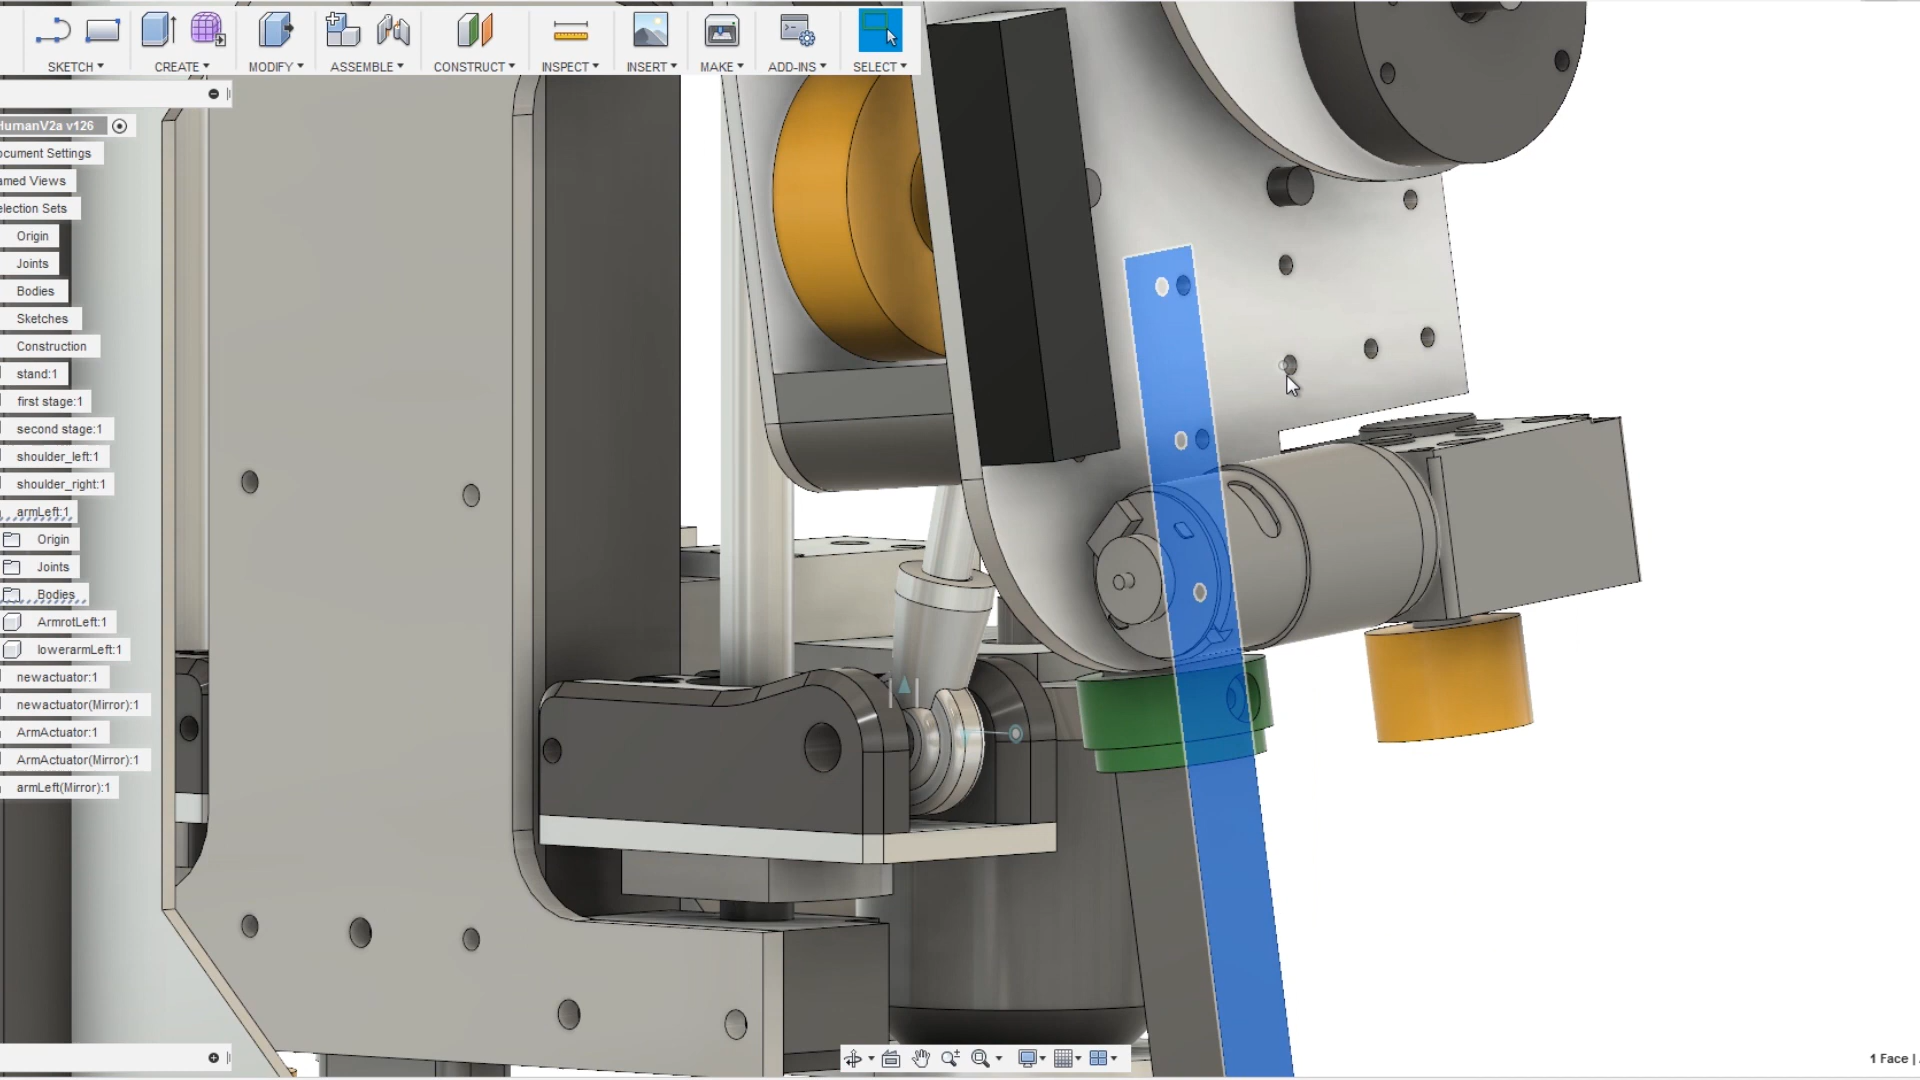 SKETCH CREATE MODIFY ASSEMBLE CONSTRUCT INSPECT INSERT MAKE ADD-INS SELECT
HumanV2a v126
ocument Settings
amed Views
election Sets
Origin
Joints
Bodies
Sketches
Construction
stand:1
first stage:1
second stage:1
shoulder_left:1
shoulder_right:1
armLeft:1
Origin
Joints
Bodies
ArmrotLeft:1
lowerarmLeft:1
newactuator:1
newactuator(Mirror):1
ArmActuator:1
ArmActuator(Mirror):1
armLeft(Mirror):1
1 Face |